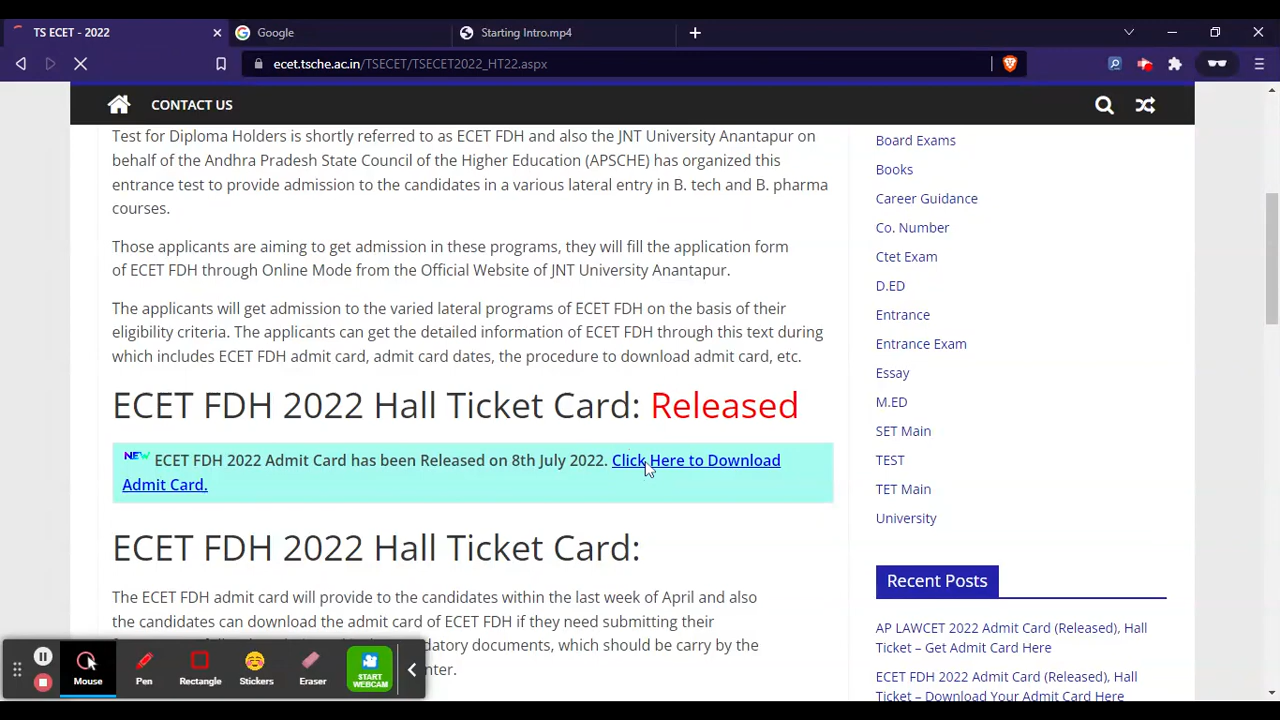 TS ECET - 2022
Google
Starting Intro.mp4
ecet.tsche.ac.in/TSECET/TSECET2022_HT22.aspx
CONTACT US
Test for Diploma Holders is shortly referred to as ECET FDH and also the JNT University Anantapur on
behalf of the Andhra Pradesh State Council of the Higher Education (APSCHE) has organized this
entrance test to provide admission to the candidates in a various lateral entry in B. tech and B. pharma
courses.
Those applicants are aiming to get admission in these programs, they will fill the application form
of ECET FDH through Online Mode from the Official Website of JNT University Anantapur.
The applicants will get admission to the varied lateral programs of ECET FDH on the basis of their
eligibility criteria. The applicants can get the detailed information of ECET FDH through this text during
which includes ECET FDH admit card, admit card dates, the procedure to download admit card, etc.
ECET FDH 2022 Hall Ticket Card: Released
NEW ECET FDH 2022 Admit Card has been Released on 8th July 2022. Click Here to Download
Admit Card.
ECET FDH 2022 Hall Ticket Card:
The ECET FDH admit card will provide to the candidates within the last week of April and also
the candidates can download the admit card of ECET FDH if they need submitting their
datory documents, which should be carry by the
nter.
Board Exams
Books
Career Guidance
Co. Number
Ctet Exam
D.ED
Entrance
Entrance Exam
Essay
M.ED
SET Main
TEST
TET Main
University
Recent Posts
AP LAWCET 2022 Admit Card (Released), Hall
Ticket – Get Admit Card Here
ECET FDH 2022 Admit Card (Released), Hall
Ticket – Download Your Admit Card Here
Mouse
Pen
Rectangle
Stickers
Eraser
START
WEBCAM